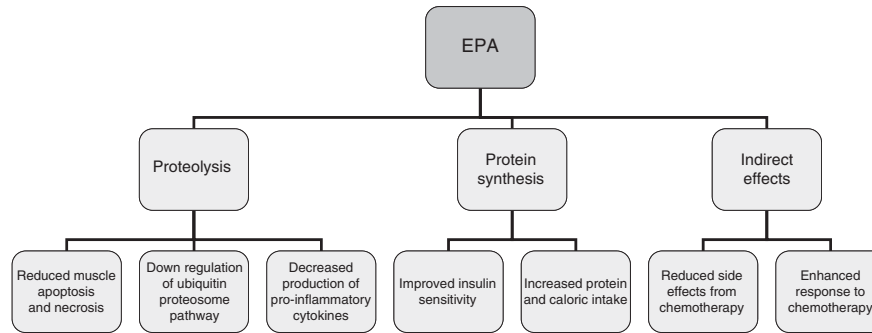 EPA
Proteolysis
Protein
synthesis
Indirect
effects
Reduced muscle
apoptosis
and necrosis
Down regulation
of ubiquitin
proteosome
pathway
Decreased
production of
pro-inflammatory
cytokines
Improved insulin
sensitivity
Increased protein
and caloric intake
Reduced side
effects from
chemotherapy
Enhanced
response to
chemotherapy